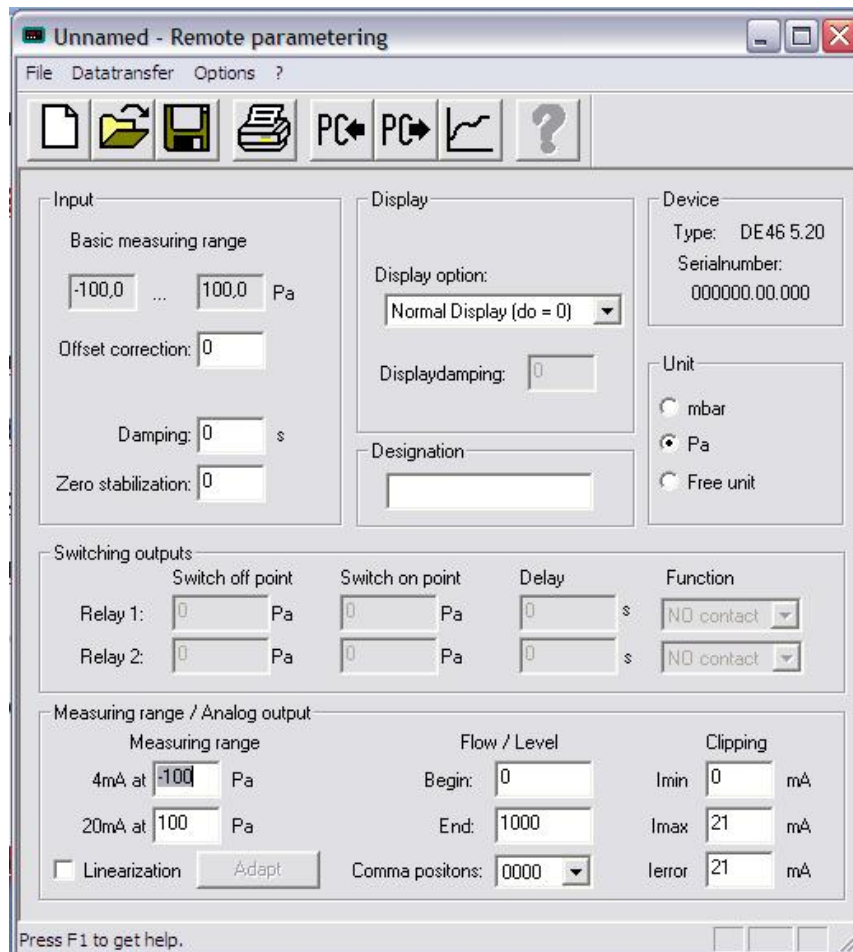 Unnamed - Remote parametering
File Datatransfer Options ?
PC PC ?
Input
Basic measuring range
-100,0 ... 100,0 Pa
Offset correction: 0
Damping: 0 s
Zero stabilization: 0
Display
Display option:
Normal Display (do = 0)
Displaydamping: 0
Designation
Device
Type: DE46 5.20
Serialnumber:
000000.00.000
Unit
mbar
Pa
Free unit
Switching outputs
Switch off point Switch on point Delay Function
Relay 1: 0 Pa 0 Pa 0 s NO contact
Relay 2: 0 Pa 0 Pa 0 s NO contact
Measuring range / Analog output
Measuring range
4mA at -100 Pa
20mA at 100 Pa
Linearization Adapt
Flow / Level
Begin: 0
End: 1000
Comma positons: 0000
Clipping
Imin 0 mA
Imax 21 mA
Ierror 21 mA
Press F1 to get help.